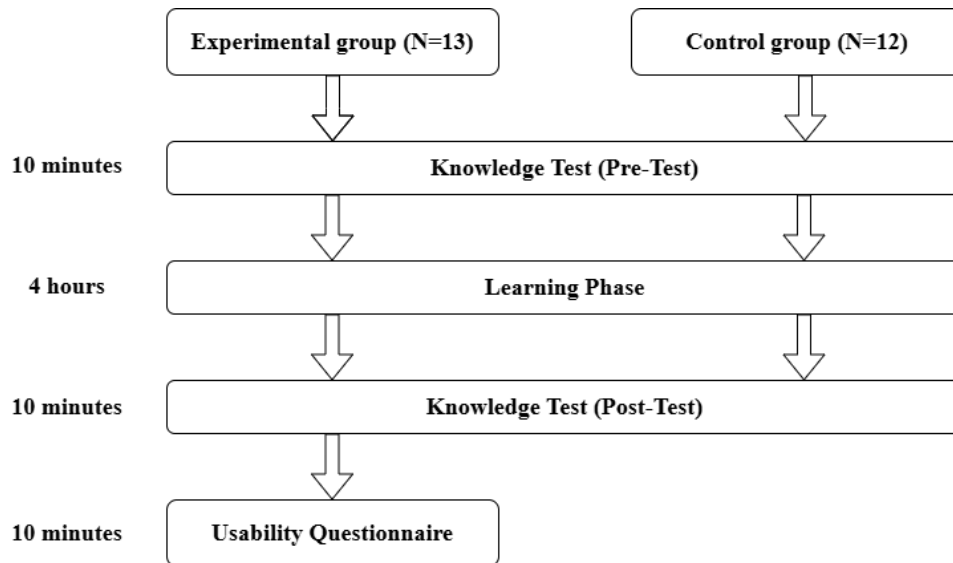 Experimental group (N=13)
Control group (N=12)
10 minutes
Knowledge Test (Pre-Test)
4 hours
Learning Phase
10 minutes
Knowledge Test (Post-Test)
10 minutes
Usability Questionnaire